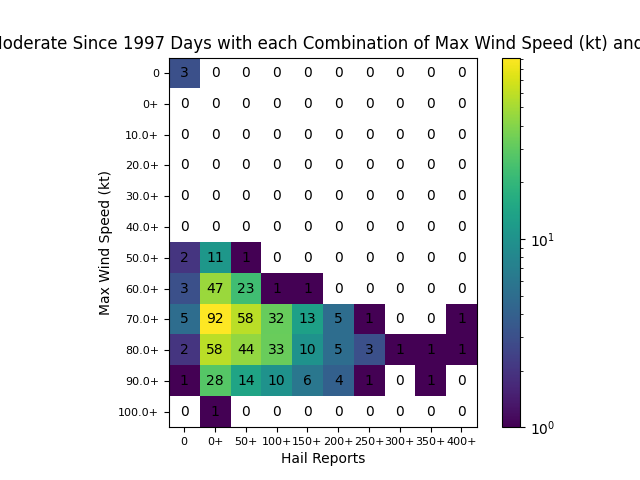 Moderate Since 1997 Days with each Combination of Max Wind Speed (kt) and
0 3 0 0 0 0 0 0 0 0 0
0+ 0 0 0 0 0 0 0 0 0 0
10.0+ 0 0 0 0 0 0 0 0 0 0
20.0+ 0 0 0 0 0 0 0 0 0 0
30.0+ 0 0 0 0 0 0 0 0 0 0
40.0+ 0 0 0 0 0 0 0 0 0 0
50.0+ 2 11 1 0 0 0 0 0 0 0
60.0+ 3 47 23 1 1 0 0 0 0 0
70.0+ 5 92 58 32 13 5 1 0 0 1
80.0+ 2 58 44 33 10 5 3 1 1 1
90.0+ 1 28 14 10 6 4 1 0 1 0
100.0+ 0 1 0 0 0 0 0 0 0 0
0 0+ 50+ 100+ 150+ 200+ 250+ 300+ 350+ 400+
Hail Reports
Max Wind Speed (kt)
10¹
10⁰